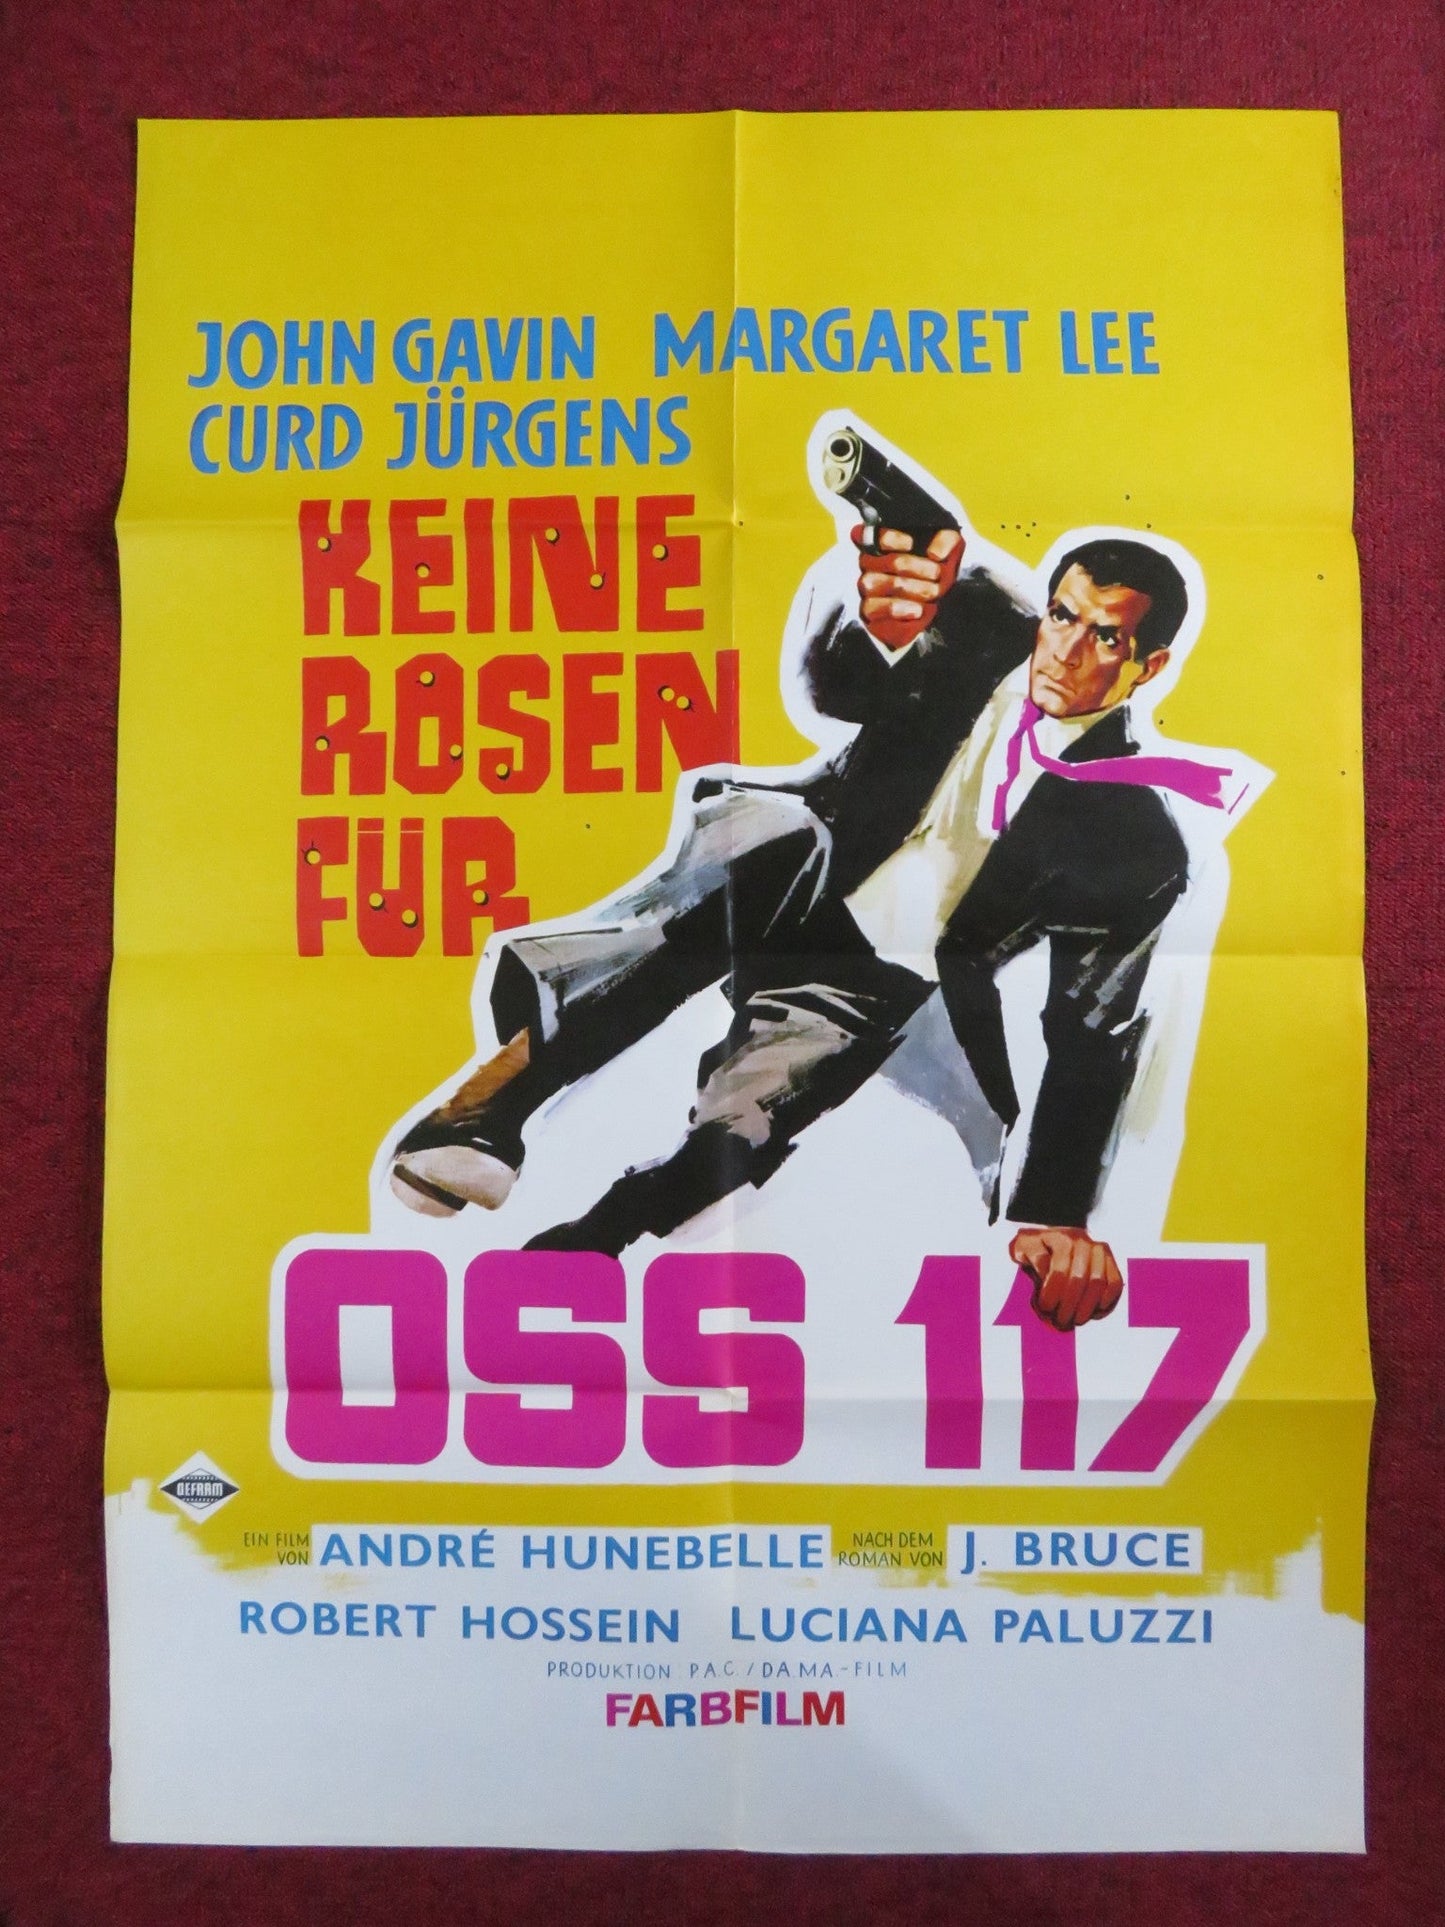 JOHN GAVIN MARGARET LEE
CURD JÜRGENS
KEINE
ROSEN
FÜR
OSS 117
OEFRAM
EIN FILM VON ANDRÉ HUNEBELLE NACH DEM ROMAN VON J. BRUCE
ROBERT HOSSEIN LUCIANA PALUZZI
PRODUKTION: P.A.C. / DA.MA.-FILM
FARBFILM